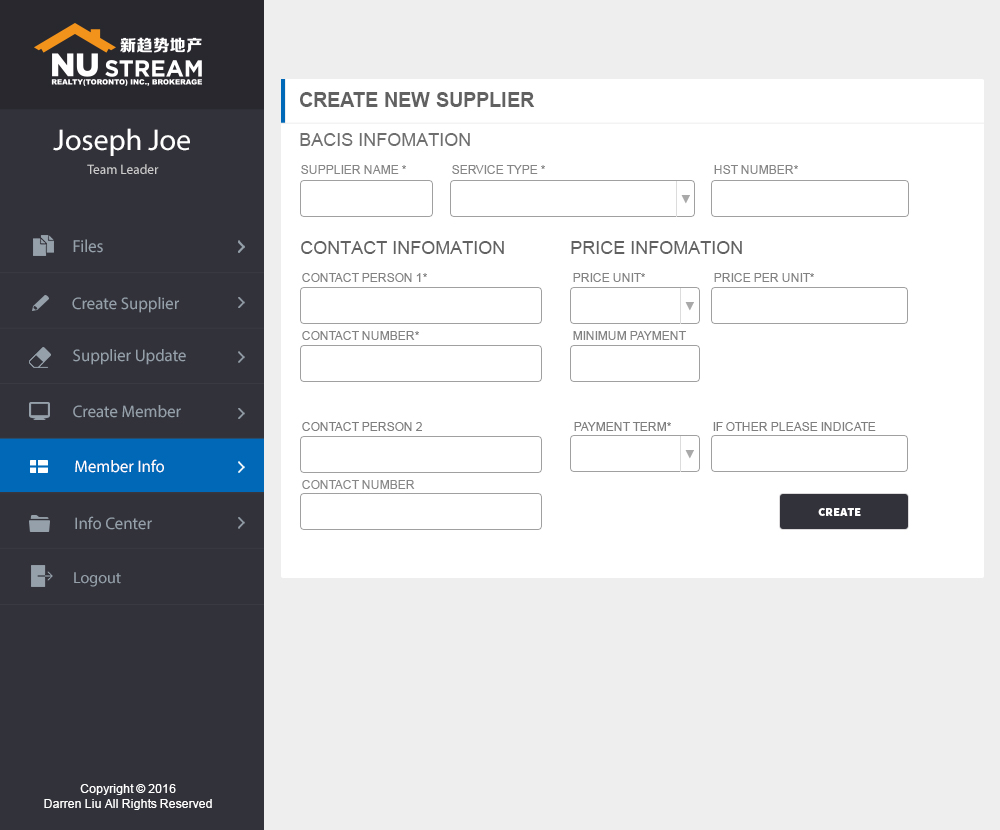 新趋势地产
NU STREAM
REALTY(TORONTO) INC., BROKERAGE
Joseph Joe
Team Leader
Files
Create Supplier
Supplier Update
Create Member
Member Info
Info Center
Logout
Copyright © 2016
Darren Liu All Rights Reserved
CREATE NEW SUPPLIER
BACIS INFOMATION
SUPPLIER NAME * SERVICE TYPE * HST NUMBER*
CONTACT INFOMATION PRICE INFOMATION
CONTACT PERSON 1* PRICE UNIT* PRICE PER UNIT*
CONTACT NUMBER* MINIMUM PAYMENT
CONTACT PERSON 2 PAYMENT TERM* IF OTHER PLEASE INDICATE
CONTACT NUMBER
CREATE